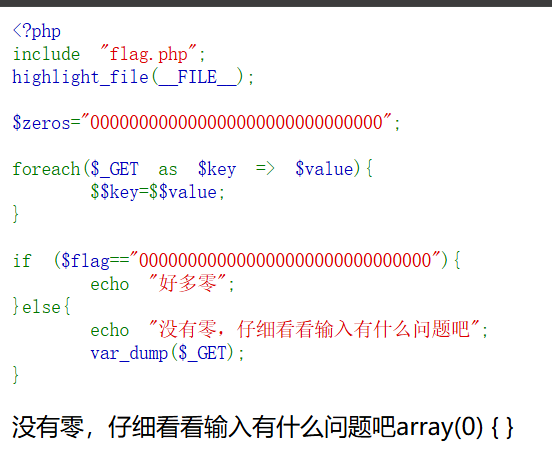 <?php
include "flag.php";
highlight_file(__FILE__);
$zeros="000000000000000000000000000000";
foreach($_GET as $key => $value){
$$key=$$value;
}
if ($flag=="000000000000000000000000000000"){
echo "好多零";
}else{
echo "没有零，仔细看看输入有什么问题吧";
var_dump($_GET);
}
没有零，仔细看看输入有什么问题吧array(0) { }